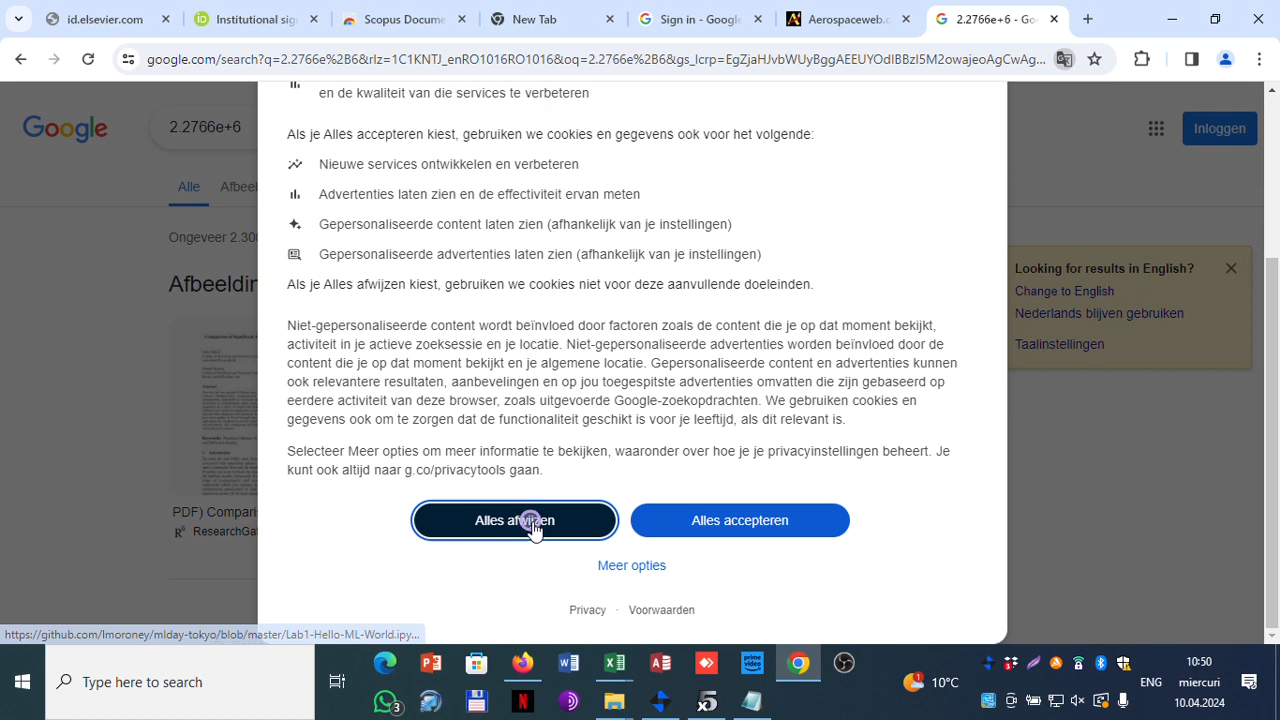 id.elsevier.com
Institutional sig
Scopus Docume
New Tab
Sign in - Google
Aerospaceweb.c
2.2766e+6 - Goo
google.com/search?q=2.2766e%2B6&rlz=1C1KNTJ_enRO1016RO1016&oq=2.2766e%2B6&gs_lcrp=EgZjaHJvbWUyBggAEEUYOdIBBzI5M2owajeoAgCwAg...
Google
2.2766e+6
Inloggen
Alle
Afbeel
Ongeveer 2.30
Afbeeldin
PDF) Comparis
ResearchGat
en de kwaliteit van die services te verbeteren
Als je Alles accepteren kiest, gebruiken we cookies en gegevens ook voor het volgende:
Nieuwe services ontwikkelen en verbeteren
Advertenties laten zien en de effectiviteit ervan meten
Gepersonaliseerde content laten zien (afhankelijk van je instellingen)
Gepersonaliseerde advertenties laten zien (afhankelijk van je instellingen)
Als je Alles afwijzen kiest, gebruiken we cookies niet voor deze aanvullende doeleinden.
Niet-gepersonaliseerde content wordt beïnvloed door factoren zoals de content die je op dat moment bekijkt,
activiteit in je actieve zoeksessie en je locatie. Niet-gepersonaliseerde advertenties worden beïnvloed door de
content die je op dat moment bekijkt en je algemene locatie. Gepersonaliseerde content en advertenties kunnen
ook relevantere resultaten, aanbevelingen en op jou toegespitste advertenties omvatten die zijn gebaseerd op
eerdere activiteit van deze browser, zoals uitgevoerde Google-zoekopdrachten. We gebruiken cookies en
gegevens ook om te zorgen dat de functionaliteit geschikt is voor je leeftijd, als dit relevant is.
Selecteer Meer opties om meer informatie te bekijken, waaronder over hoe je je privacyinstellingen beheert. Je
kunt ook altijd naar g.co/privacytools gaan.
Alles afwijzen
Alles accepteren
Meer opties
Privacy · Voorwaarden
Looking for results in English?
Change to English
Nederlands blijven gebruiken
Taalinstellingen
https://github.com/lmoroney/mlday-tokyo/blob/master/Lab1-Hello-ML-World.ipy...
Type here to search
3
1
10°C
ENG
10:50
miercuri
10.04.2024